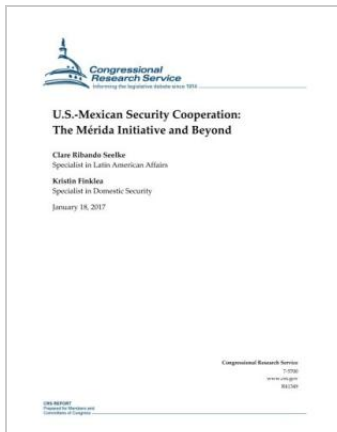 Congressional
Research Service
Informing the legislative debate since 1914
U.S.-Mexican Security Cooperation:
The Mérida Initiative and Beyond
Clare Ribando Seelke
Specialist in Latin American Affairs
Kristin Finklea
Specialist in Domestic Security
January 18, 2017
Congressional Research Service
7-5700
www.crs.gov
R41349
CRS REPORT
Prepared for Members and
Committees of Congress